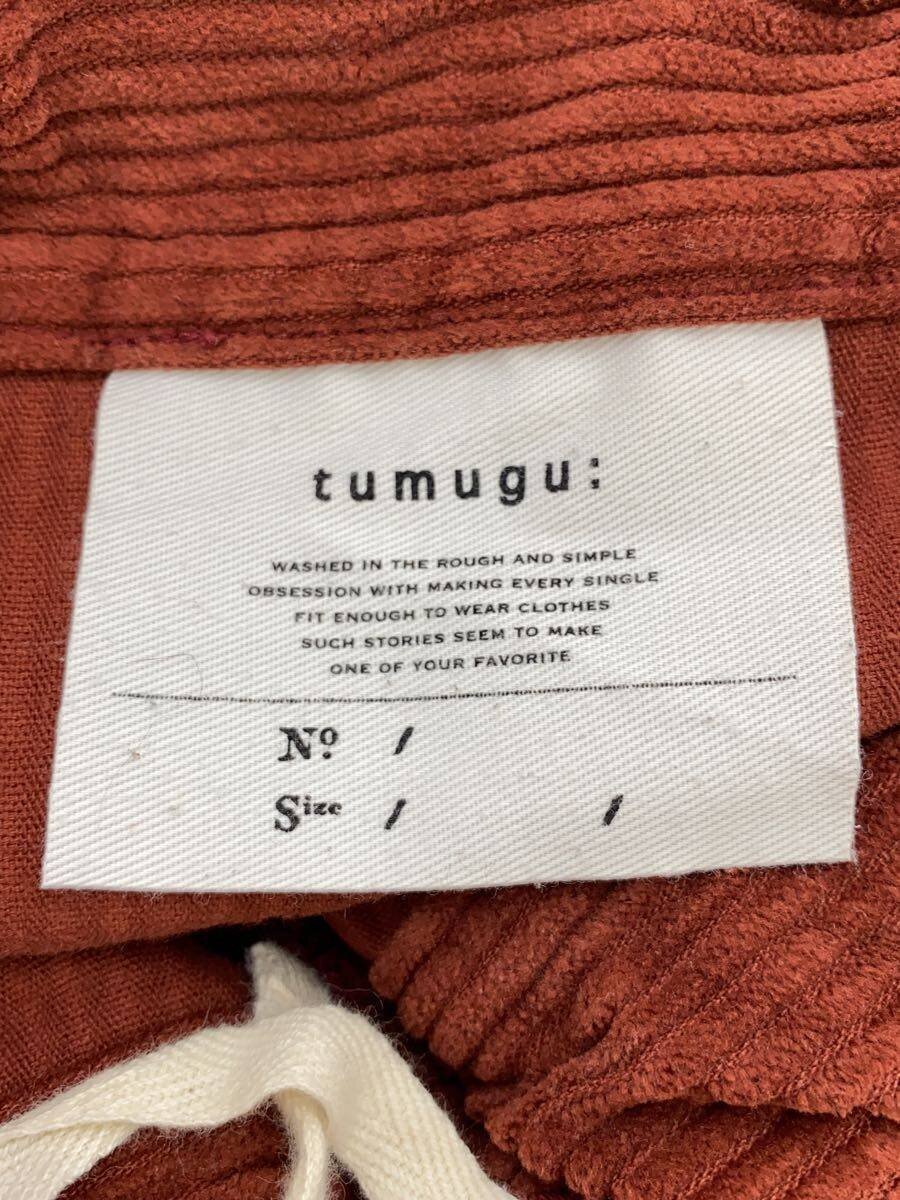 tumugu:
WASHED IN THE ROUGH AND SIMPLE
OBSESSION WITH MAKING EVERY SINGLE
FIT ENOUGH TO WEAR CLOTHES
SUCH STORIES SEEM TO MAKE
ONE OF YOUR FAVORITE
Nº /
Size / /